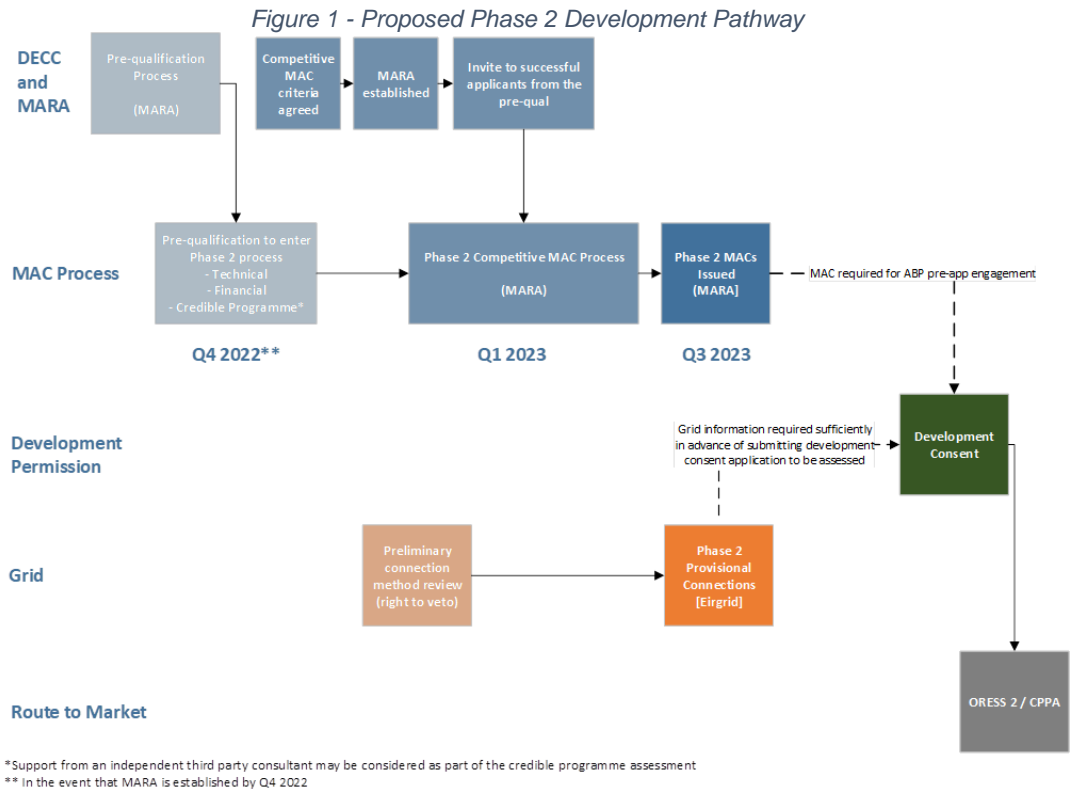 Figure 1 - Proposed Phase 2 Development Pathway
DECC
and
MARA
Pre-qualification
Process
(MARA)
Competitive
MAC
criteria
agreed
MARA
established
Invite to successful
applicants from the
pre-qual
MAC Process
Pre-qualification to enter
Phase 2 process
- Technical
- Financial
- Credible Programme*
Phase 2 Competitive MAC Process
(MARA)
Phase 2 MACs
Issued
(MARA]
MAC required for ABP pre-app engagement
Q4 2022**
Q1 2023
Q3 2023
Development
Permission
Grid information required sufficiently
in advance of submitting development
consent application to be assessed
Development
Consent
Grid
Preliminary
connection
method review
(right to veto)
Phase 2
Provisional
Connections
[Eirgrid]
Route to Market
ORESS 2 / CPPA
*Support from an independent third party consultant may be considered as part of the credible programme assessment
** In the event that MARA is established by Q4 2022